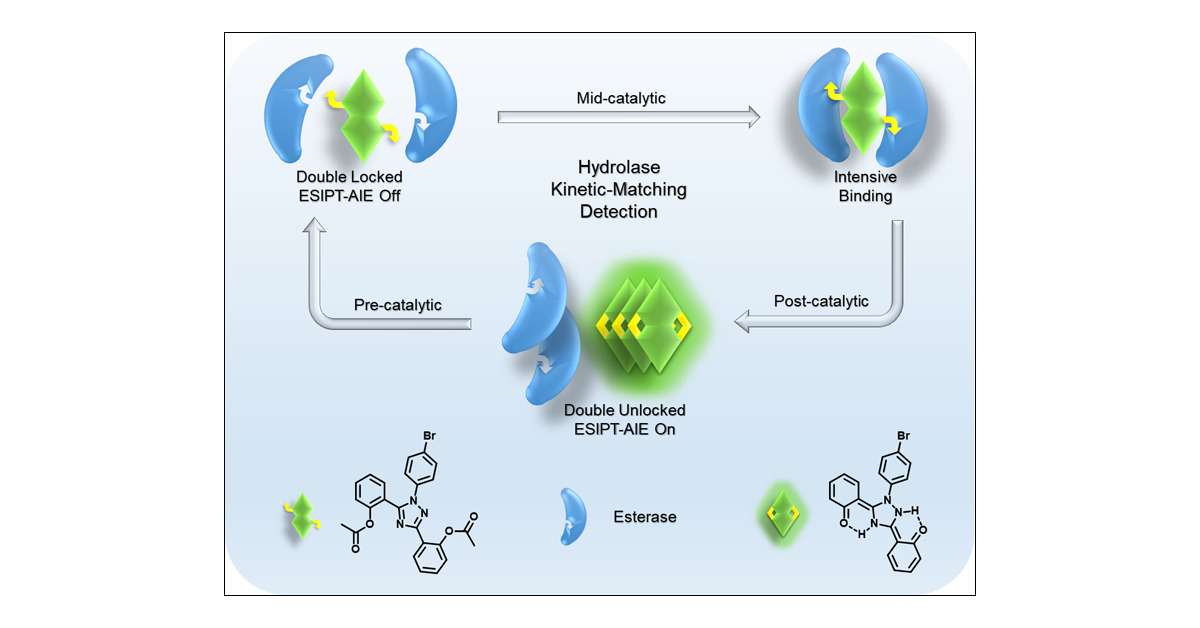 Mid-catalytic
Double Locked
ESIPT-AIE Off
Hydrolase
Kinetic-Matching
Detection
Intensive
Binding
Pre-catalytic
Post-catalytic
Double Unlocked
ESIPT-AIE On
Br
N
N
N
O
O
O
O
Esterase
Br
N
N
H
N
O
H
O